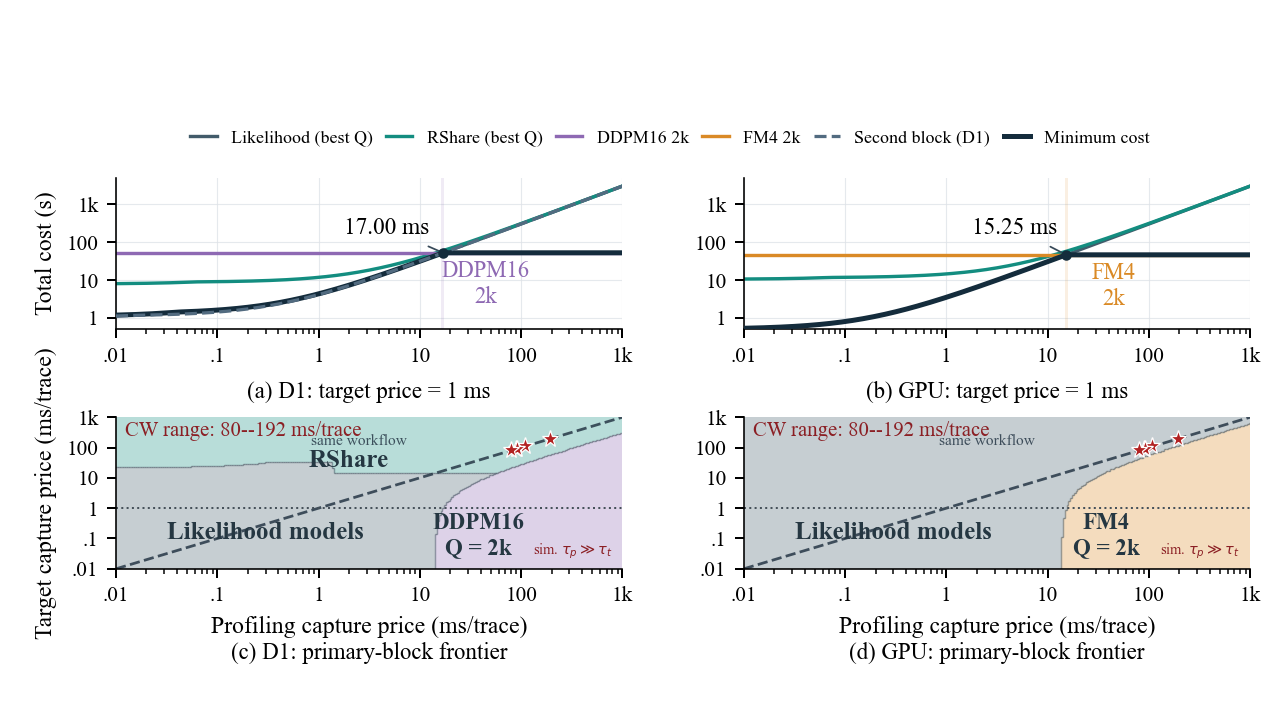 Likelihood (best Q) RShare (best Q) DDPM16 2k FM4 2k Second block (D1) Minimum cost
Total cost (s)
1k
100
10
1
17.00 ms
DDPM16
2k
.01 .1 1 10 100 1k
(a) D1: target price = 1 ms
1k
100
10
1
15.25 ms
FM4
2k
.01 .1 1 10 100 1k
(b) GPU: target price = 1 ms
Target capture price (ms/trace)
1k
100
10
1
.1
.01
CW range: 80--192 ms/trace
same workflow
RShare
Likelihood models
DDPM16
Q = 2k
sim. τp ≫ τt
.01 .1 1 10 100 1k
Profiling capture price (ms/trace)
(c) D1: primary-block frontier
1k
100
10
1
.1
.01
CW range: 80--192 ms/trace
same workflow
Likelihood models
FM4
Q = 2k
sim. τp ≫ τt
.01 .1 1 10 100 1k
Profiling capture price (ms/trace)
(d) GPU: primary-block frontier